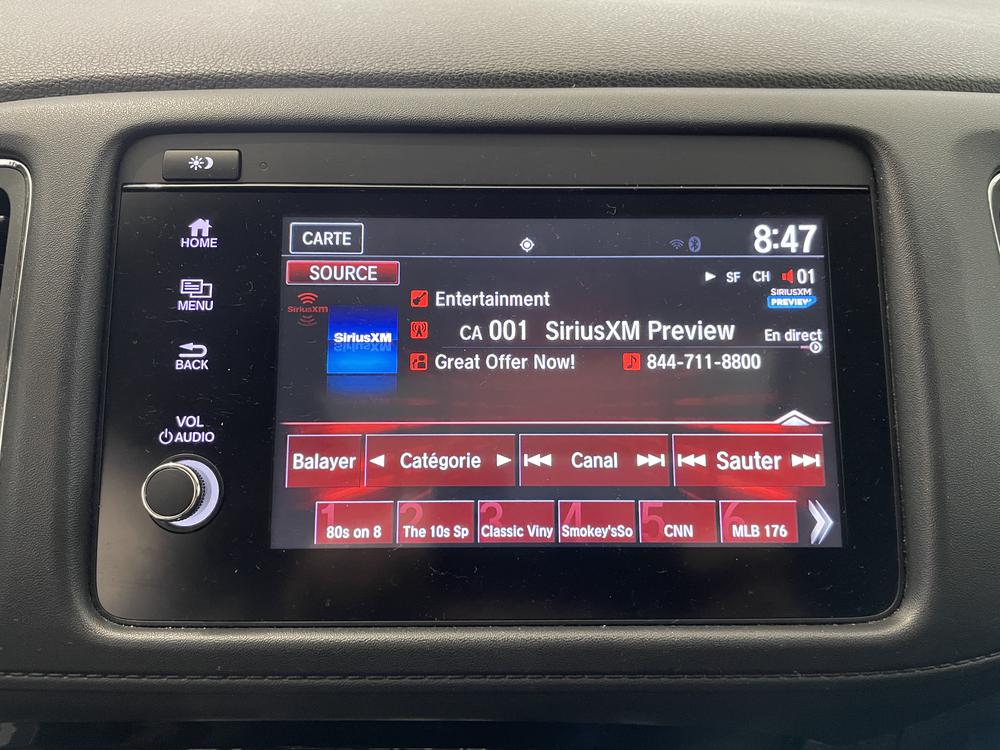 HOME
MENU
BACK
VOL
AUDIO
CARTE
8:47
SOURCE
SF CH 01
SiriusXM
SiriusXM
Entertainment
SIRIUSXM
PREVIEW
CA 001 SiriusXM Preview
En direct
Great Offer Now! 844-711-8800
Balayer Catégorie Canal Sauter
1 2 3 4 5 6
80s on 8 The 10s Sp Classic Viny Smokey'sSo CNN MLB 176